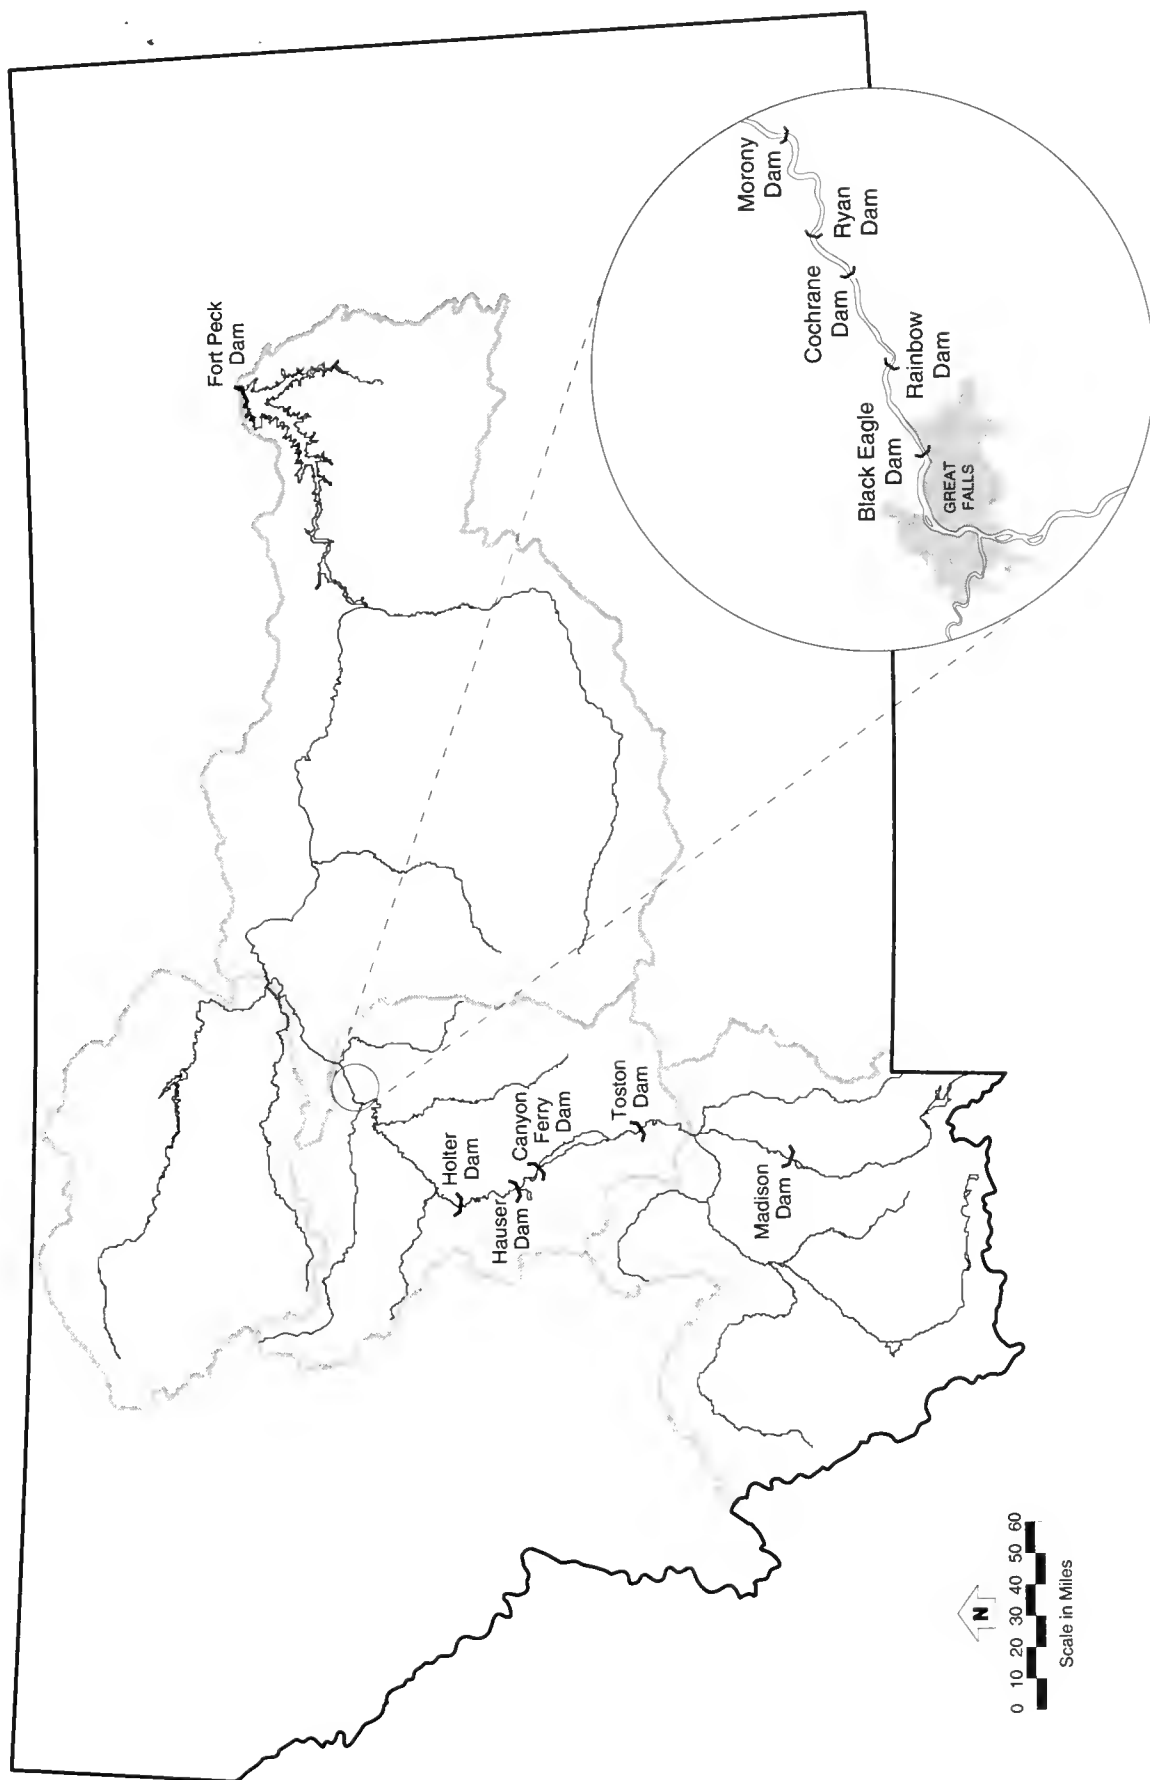 Fort Peck
Dam
Morony
Dam
Ryan
Dam
Cochrane
Dam
Rainbow
Dam
Black Eagle
Dam
GREAT
FALLS
Holter
Dam
Hauser
Dam
Canyon
Ferry
Dam
Toston
Dam
Madison
Dam
N
0 10 20 30 40 50 60
Scale in Miles